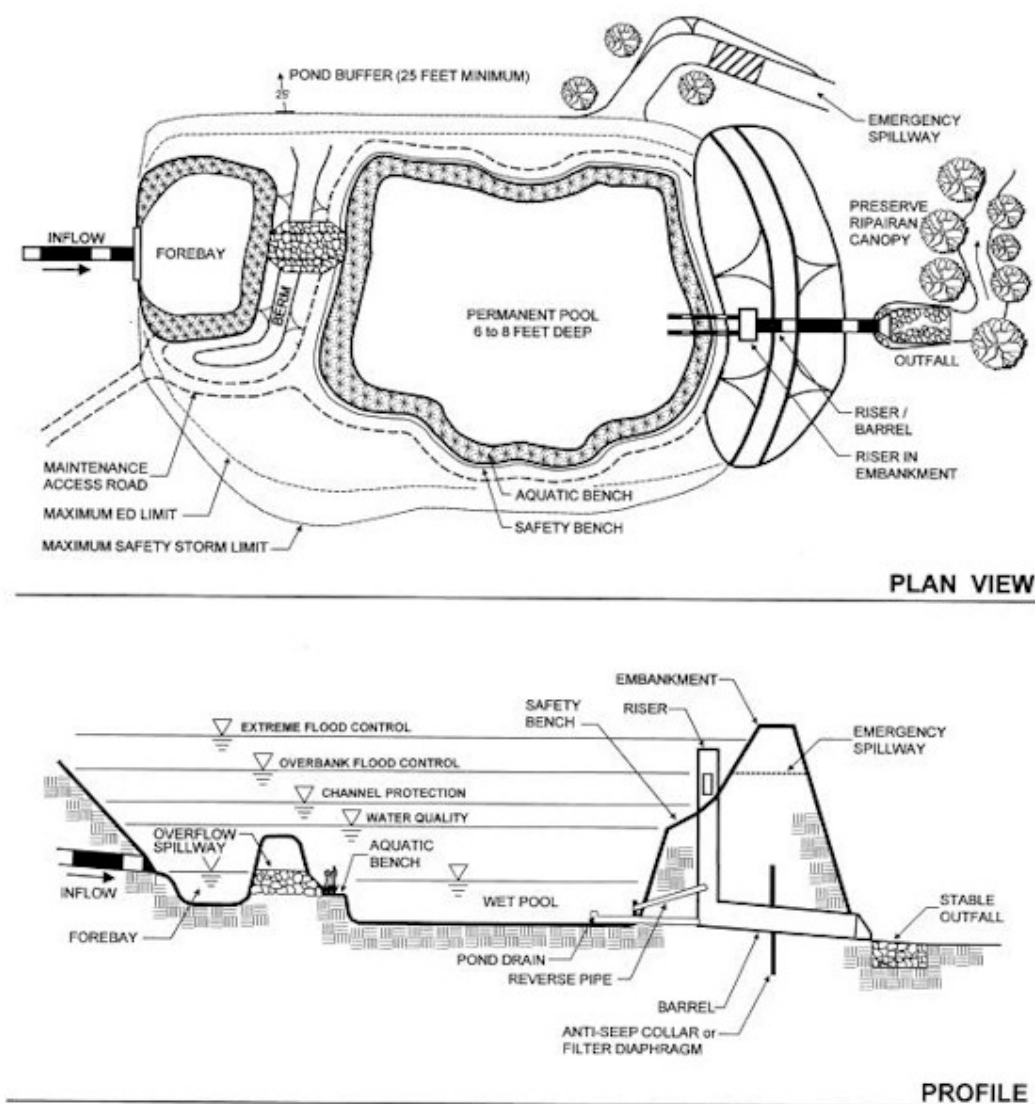 POND BUFFER (25 FEET MINIMUM)
25'
EMERGENCY
SPILLWAY
PRESERVE
RIPAIRAN
CANOPY
INFLOW
FOREBAY
BERM
PERMANENT POOL
6 to 8 FEET DEEP
OUTFALL
RISER /
BARREL
RISER IN
EMBANKMENT
MAINTENANCE
ACCESS ROAD
AQUATIC BENCH
MAXIMUM ED LIMIT
SAFETY BENCH
MAXIMUM SAFETY STORM LIMIT
PLAN VIEW
EMBANKMENT
SAFETY
BENCH
RISER
EXTREME FLOOD CONTROL
EMERGENCY
SPILLWAY
OVERBANK FLOOD CONTROL
CHANNEL PROTECTION
WATER QUALITY
OVERFLOW
SPILLWAY
AQUATIC
BENCH
INFLOW
WET POOL
STABLE
OUTFALL
FOREBAY
POND DRAIN
REVERSE PIPE
BARREL
ANTI-SEEP COLLAR or
FILTER DIAPHRAGM
PROFILE